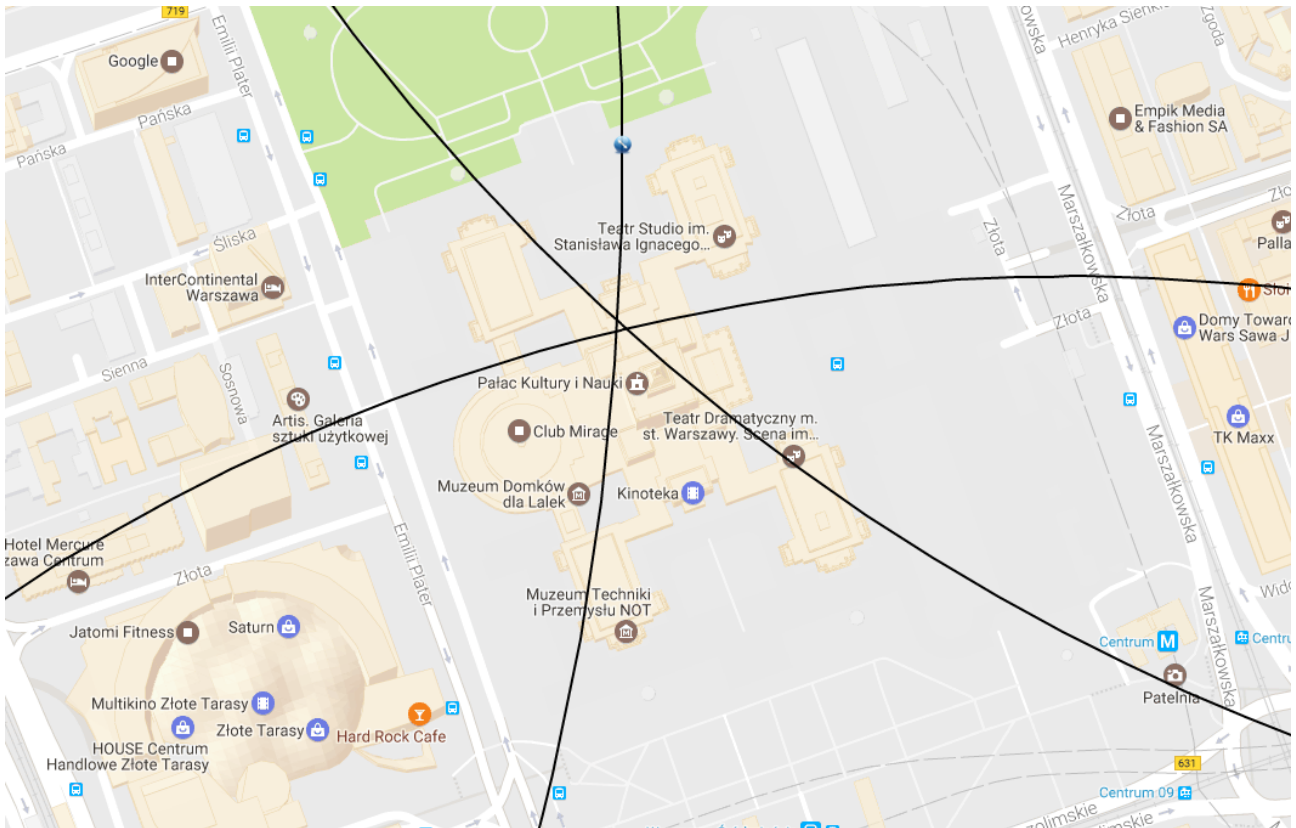 719
Google
Emilii Plater
Pańska
Pańska
Śliska
InterContinental
Warszawa
Sienna
Sosnowa
Artis. Galeria
sztuki użytkowej
Hotel Mercure
zawa Centrum
Złota
Jatomi Fitness
Saturn
Multikino Złote Tarasy
Złote Tarasy
HOUSE Centrum
Handlowe Złote Tarasy
Hard Rock Cafe
Emilii Plater
Teatr Studio im.
Stanisława Ignacego...
Pałac Kultury i Nauki
Club Mirage
Teatr Dramatyczny m.
st. Warszawy. Scena im...
Muzeum Domków
dla Lalek
Kinoteka
Muzeum Techniki
i Przemysłu NOT
Henryka Sienki
Zgoda
Empik Media
& Fashion SA
Marszałkowska
Złota
Złota
Złota
Złota
Palla
Domy Towaro
Wars Sawa J
TK Maxx
Marszałkowska
Marszałkowska
Centrum
M
Centru
Patelnia
631
Centrum 09